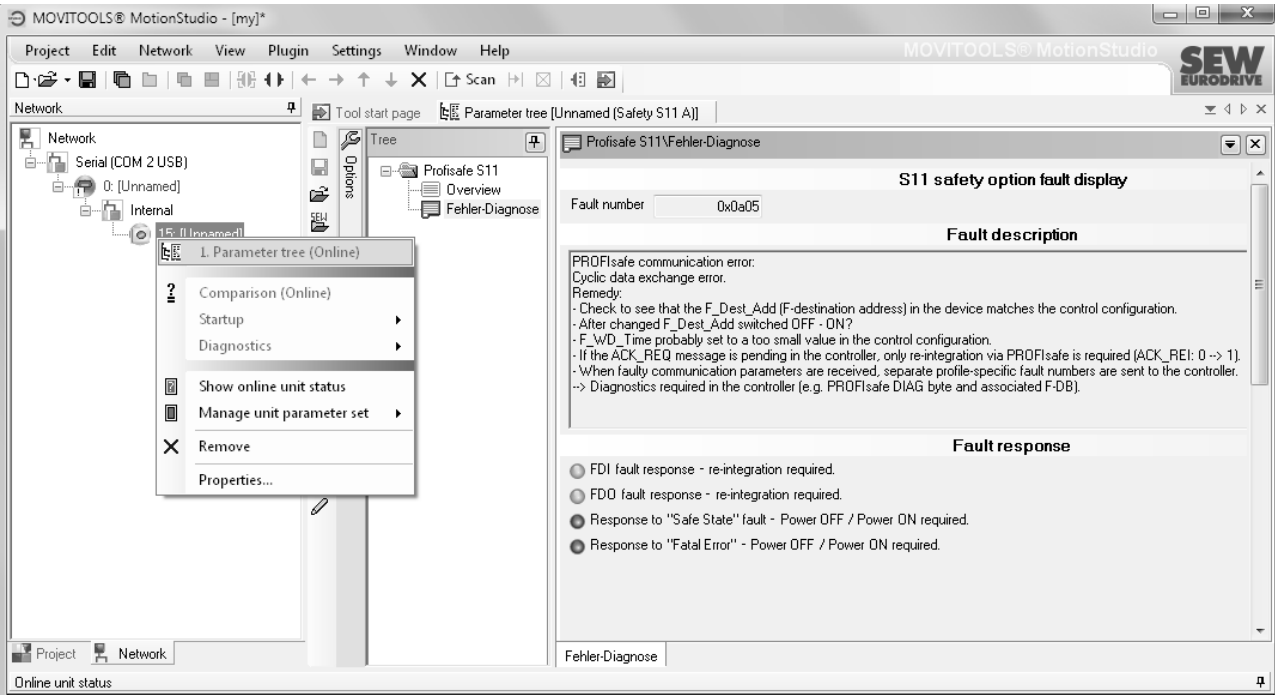 MOVITOOLS® MotionStudio - [my]*
Project Edit Network View Plugin Settings Window Help
MOVITOOLS® MotionStudio
SEW
EURODRIVE
Scan
Network
Tool start page
Parameter tree [Unnamed (Safety S11 A)]
Network
Serial (COM 2 USB)
0: [Unnamed]
Internal
15: [Unnamed]
1. Parameter tree (Online)
Comparison (Online)
Startup
Diagnostics
Show online unit status
Manage unit parameter set
Remove
Properties...
Options
SEW
Tree
Profisafe S11
Overview
Fehler-Diagnose
Profisafe S11\Fehler-Diagnose
S11 safety option fault display
Fault number 0x0a05
Fault description
PROFIsafe communication error:
Cyclic data exchange error.
Remedy:
- Check to see that the F_Dest_Add (F-destination address) in the device matches the control configuration.
- After changed F_Dest_Add switched OFF - ON?
- F_WD_Time probably set to a too small value in the control configuration.
- If the ACK_REQ message is pending in the controller, only re-integration via PROFIsafe is required (ACK_REI: 0 --> 1).
- When faulty communication parameters are received, separate profile-specific fault numbers are sent to the controller.
--> Diagnostics required in the controller (e.g. PROFIsafe DIAG byte and associated F-DB).
Fault response
FDI fault response - re-integration required.
FDO fault response - re-integration required.
Response to "Safe State" fault - Power OFF / Power ON required.
Response to "Fatal Error" - Power OFF / Power ON required.
Project Network
Fehler-Diagnose
Online unit status